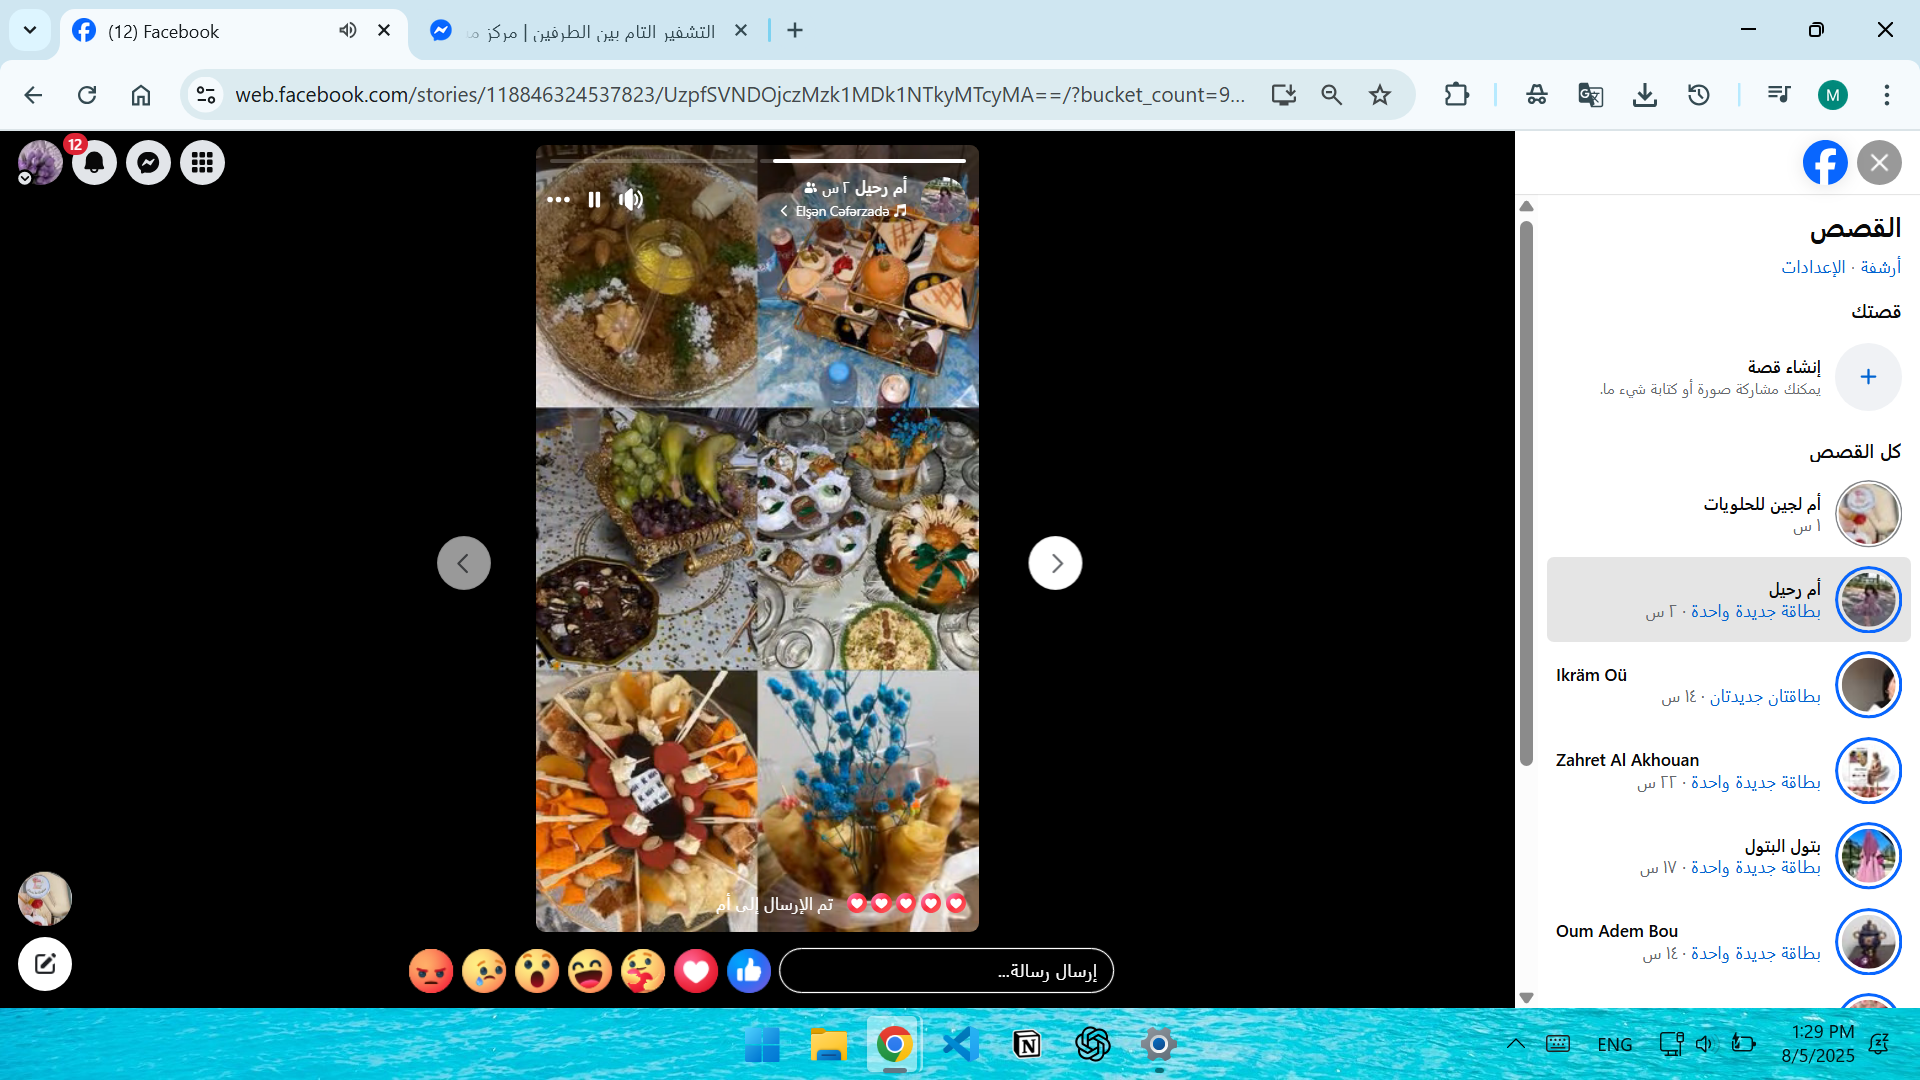 (12) Facebook
التشفير التام بين الطرفين | مركز
web.facebook.com/stories/118846324537823/UzpfSVNDOjczMzk1MDk1NTkyMTcyMA==/?bucket_count=9...
M
12
أم رحيل ٢ س
Elşən Cəfərzadə
تم الإرسال إلى أم
إرسال رسالة...
القصص
أرشفة · الإعدادات
قصتك
إنشاء قصة
يمكنك مشاركة صورة أو كتابة شيء ما.
كل القصص
أم لجين للحلويات
١ س
أم رحيل
بطاقة جديدة واحدة · ٢ س
Ikräm Oü
بطاقتان جديدتان · ١٤ س
Zahret Al Akhouan
بطاقة جديدة واحدة · ٢٢ س
بتول البتول
بطاقة جديدة واحدة · ١٧ س
Oum Adem Bou
بطاقة جديدة واحدة · ١٤ س
ENG
1:29 PM
8/5/2025